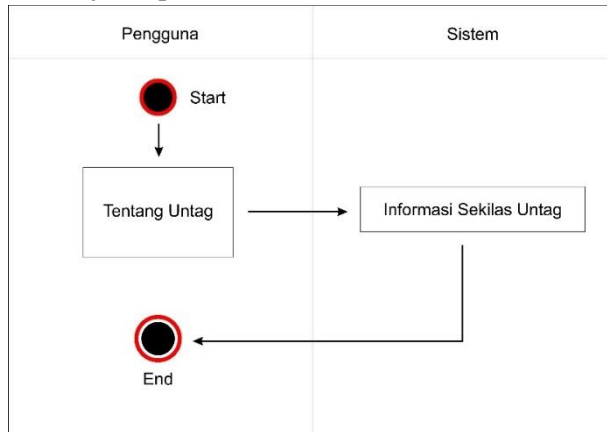 Pengguna
Sistem
Start
Tentang Untag
Informasi Sekilas Untag
End